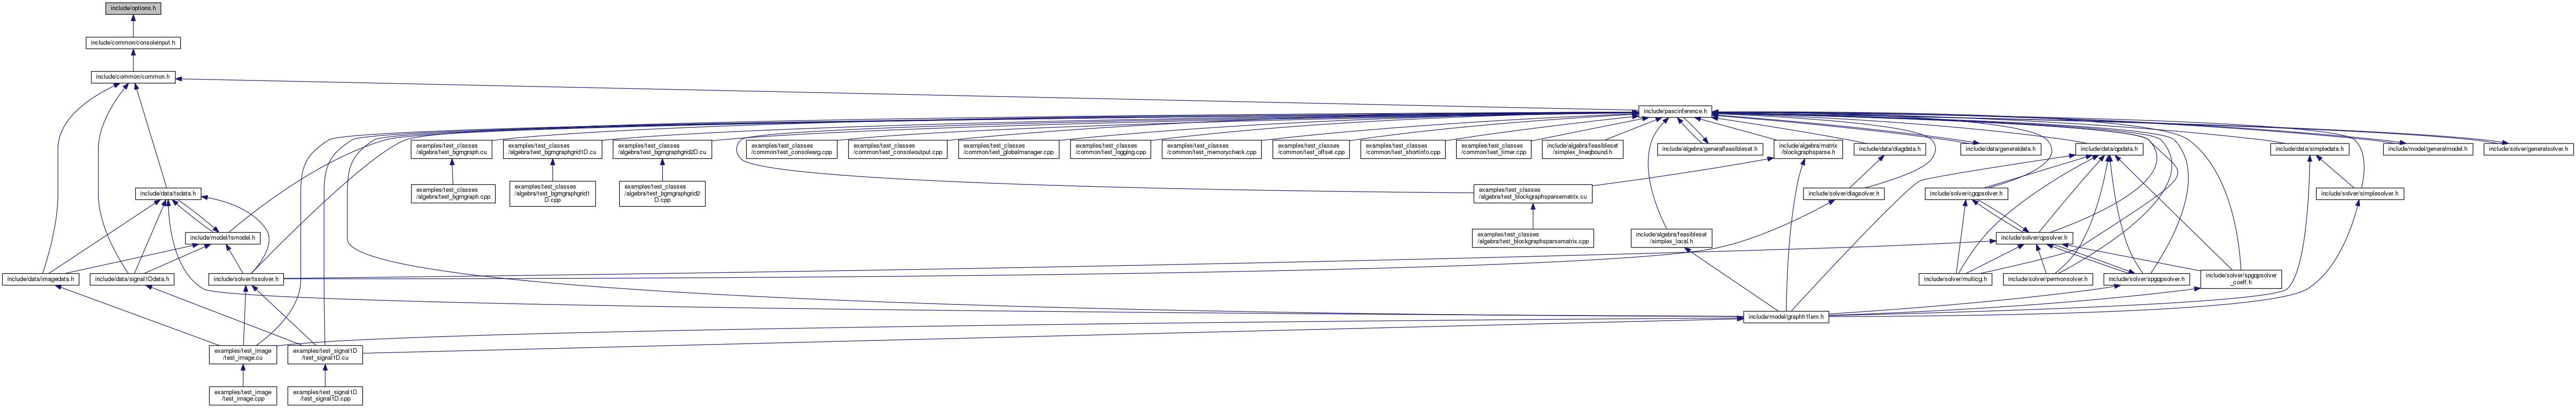 include/options.h
include/common/consoleinput.h
include/common/common.h
include/pascinference.h
examples/test_classes
/algebra/test_bgmgraph.cu
examples/test_classes
/algebra/test_bgmgraphgrid1D.cu
examples/test_classes
/algebra/test_bgmgraphgrid2D.cu
examples/test_classes
/common/test_consolearg.cpp
examples/test_classes
/common/test_consoleoutput.cpp
examples/test_classes
/common/test_globalmanager.cpp
examples/test_classes
/common/test_logging.cpp
examples/test_classes
/common/test_memorycheck.cpp
examples/test_classes
/common/test_offset.cpp
examples/test_classes
/common/test_shortinfo.cpp
examples/test_classes
/common/test_timer.cpp
include/algebra/feasibleset
/simplex_lineqbound.h
include/algebra/generalfeasibleset.h
include/algebra/matrix
/blockgraphsparse.h
include/data/diagdata.h
include/data/generaldata.h
include/data/qpdata.h
include/data/simpledata.h
include/model/generalmodel.h
include/solver/generalsolver.h
include/data/tsdata.h
examples/test_classes
/algebra/test_bgmgraph.cpp
examples/test_classes
/algebra/test_bgmgraphgrid1
D.cpp
examples/test_classes
/algebra/test_bgmgraphgrid2
D.cpp
examples/test_classes
/algebra/test_blockgraphsparsematrix.cu
include/solver/diagsolver.h
include/solver/cgqpsolver.h
include/solver/simplesolver.h
include/model/tsmodel.h
examples/test_classes
/algebra/test_blockgraphsparsematrix.cpp
include/algebra/feasibleset
/simplex_local.h
include/solver/qpsolver.h
include/data/imagedata.h
include/data/signal1Ddata.h
include/solver/tssolver.h
include/solver/multicg.h
include/solver/permonsolver.h
include/solver/spgqpsolver.h
include/solver/spgqpsolver
_coeff.h
include/model/graphh1fem.h
examples/test_image
/test_image.cu
examples/test_signal1D
/test_signal1D.cu
examples/test_image
/test_image.cpp
examples/test_signal1D
/test_signal1D.cpp